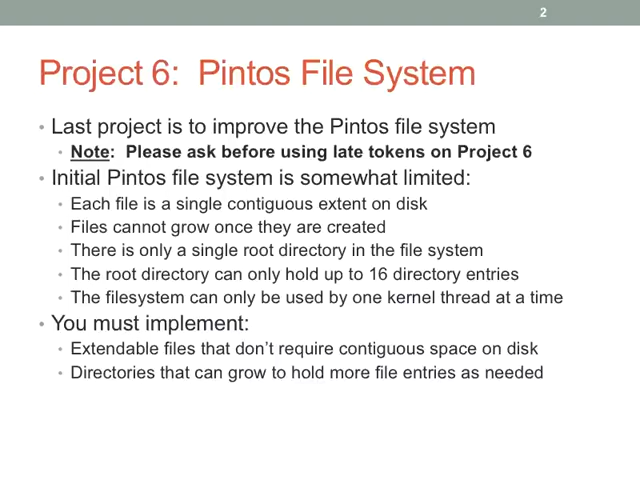 2
Project 6:  Pintos File System
• Last project is to improve the Pintos file system
• Note:  Please ask before using late tokens on Project 6
• Initial Pintos file system is somewhat limited:
• Each file is a single contiguous extent on disk
• Files cannot grow once they are created
• There is only a single root directory in the file system
• The root directory can only hold up to 16 directory entries
• The filesystem can only be used by one kernel thread at a time
• You must implement:
• Extendable files that don’t require contiguous space on disk
• Directories that can grow to hold more file entries as needed